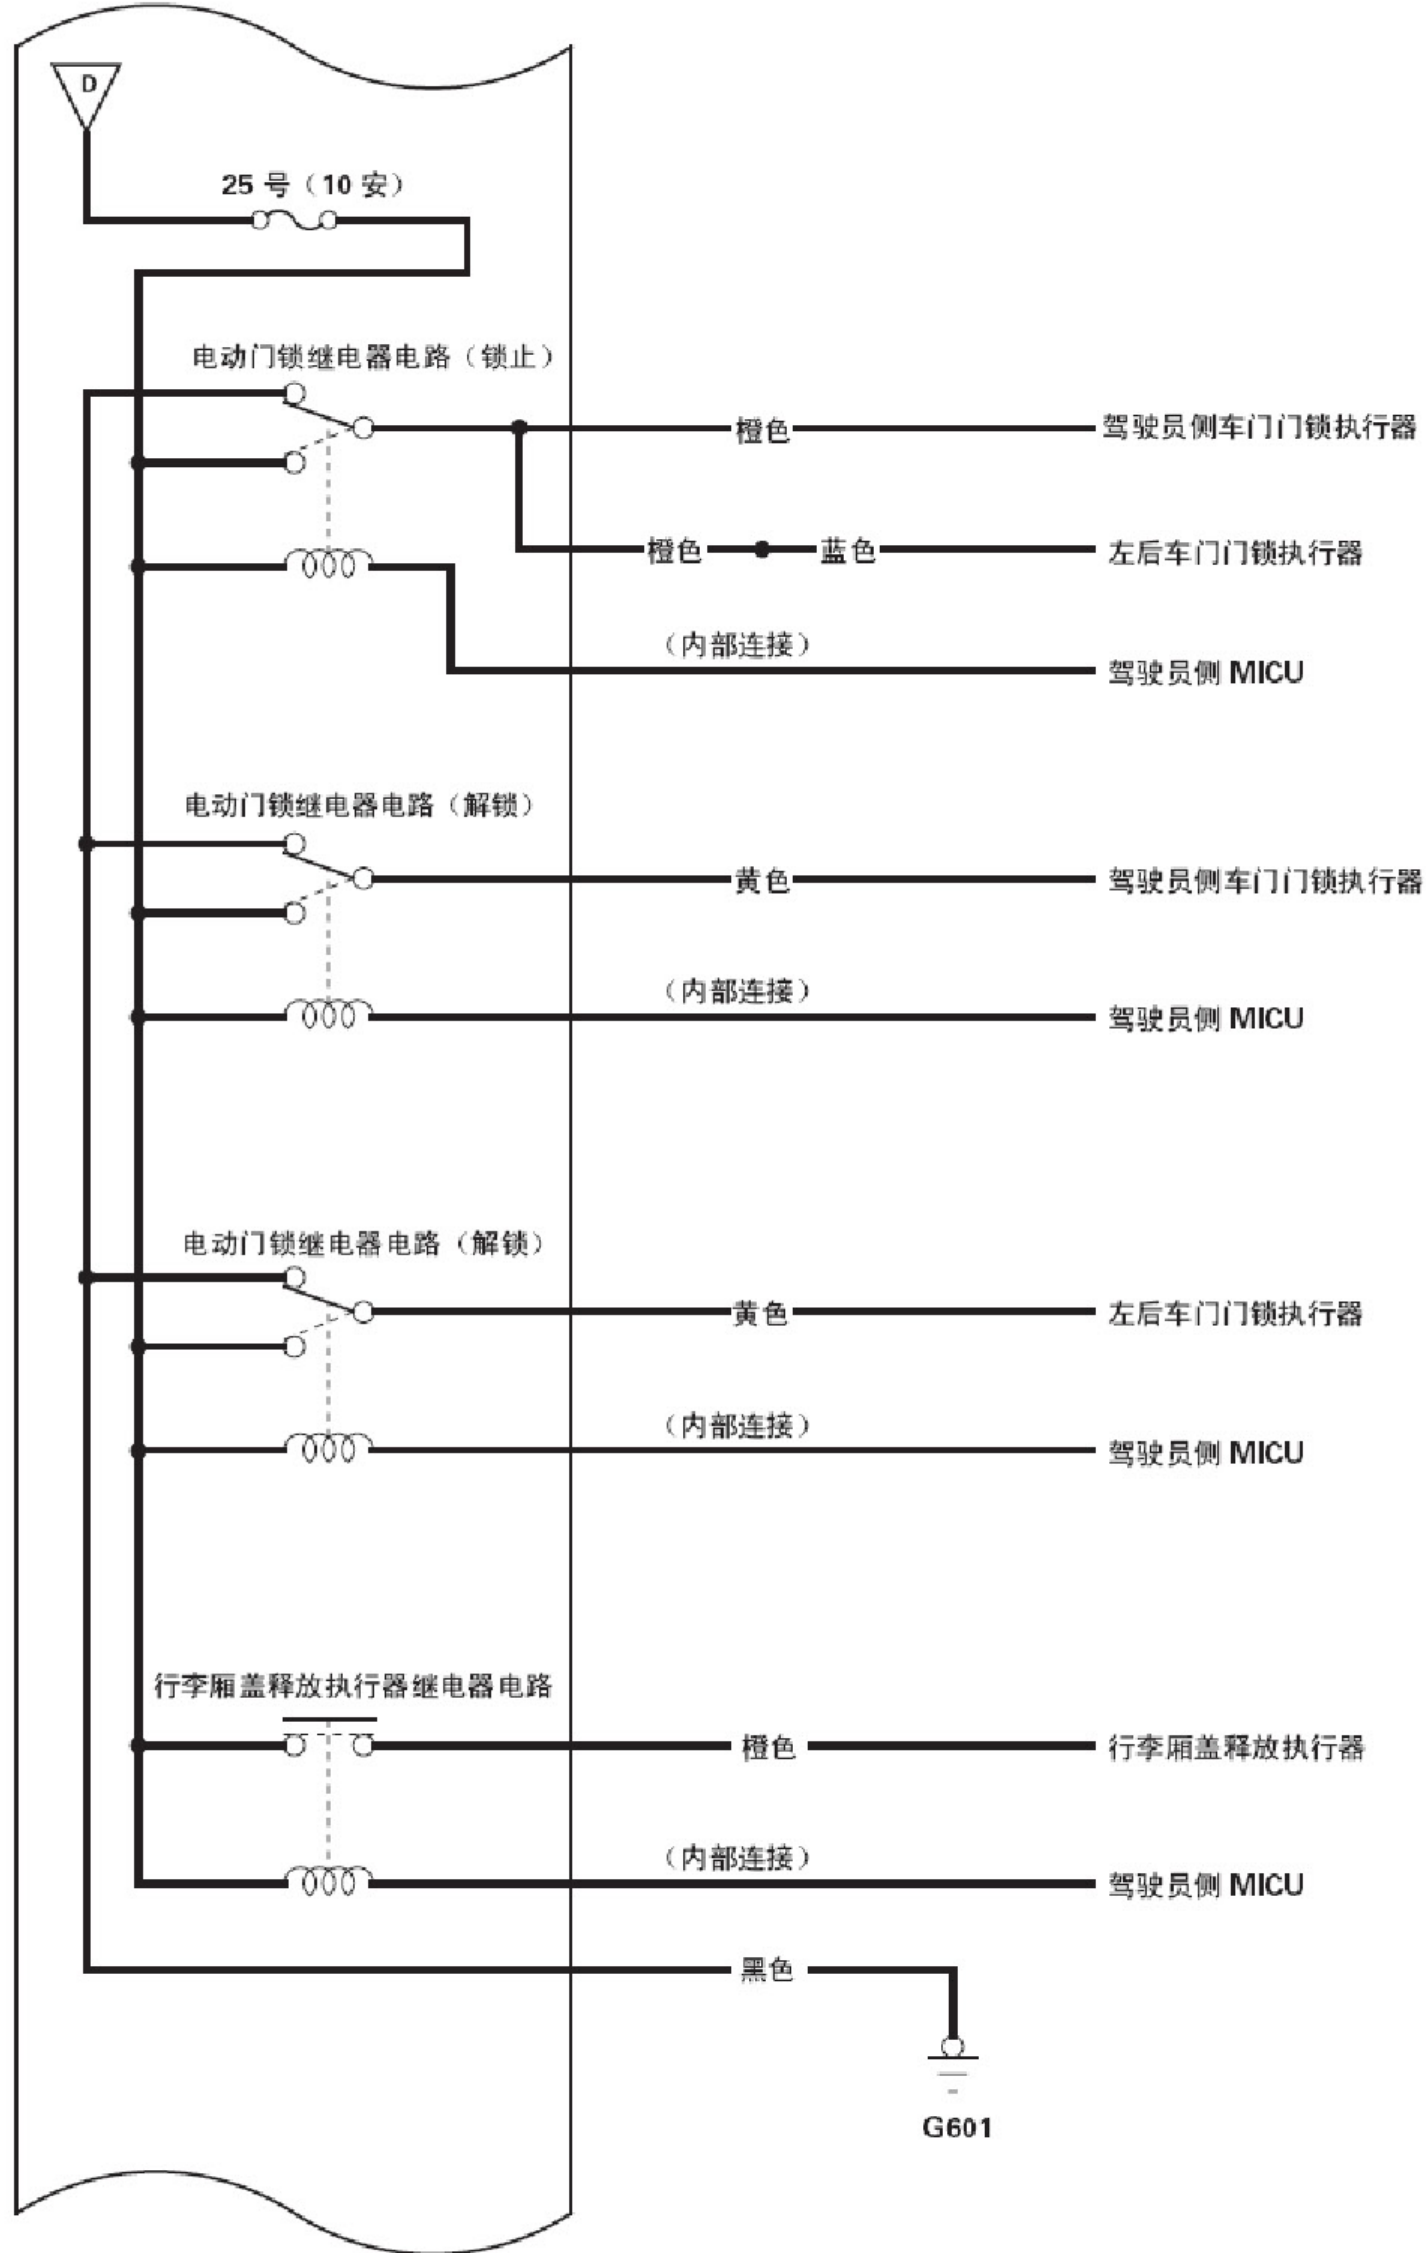 D
25 号（10 安）
电动门锁继电器电路（锁止）
橙色
驾驶员侧车门门锁执行器
橙色
蓝色
左后车门门锁执行器
（内部连接）
驾驶员侧 MICU
电动门锁继电器电路（解锁）
黄色
驾驶员侧车门门锁执行器
（内部连接）
驾驶员侧 MICU
电动门锁继电器电路（解锁）
黄色
左后车门门锁执行器
（内部连接）
驾驶员侧 MICU
行李厢盖释放执行器继电器电路
橙色
行李厢盖释放执行器
（内部连接）
驾驶员侧 MICU
黑色
G601